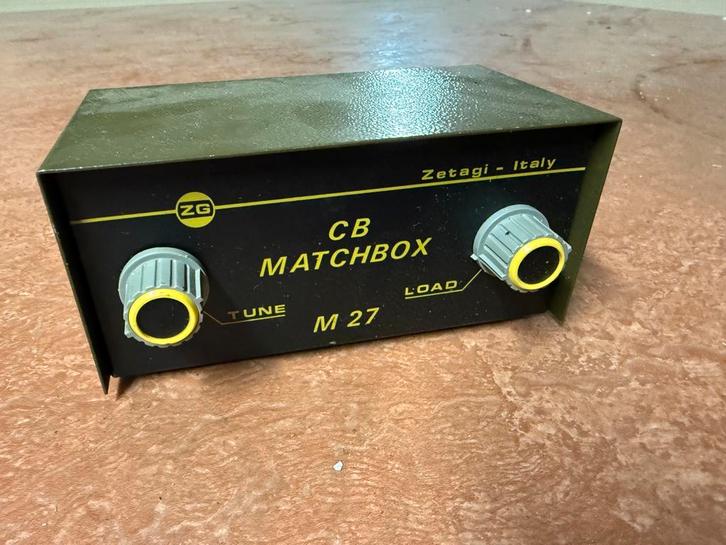 Zetagi - Italy
ZG
CB
MATCHBOX
LOAD
TUNE
M 27